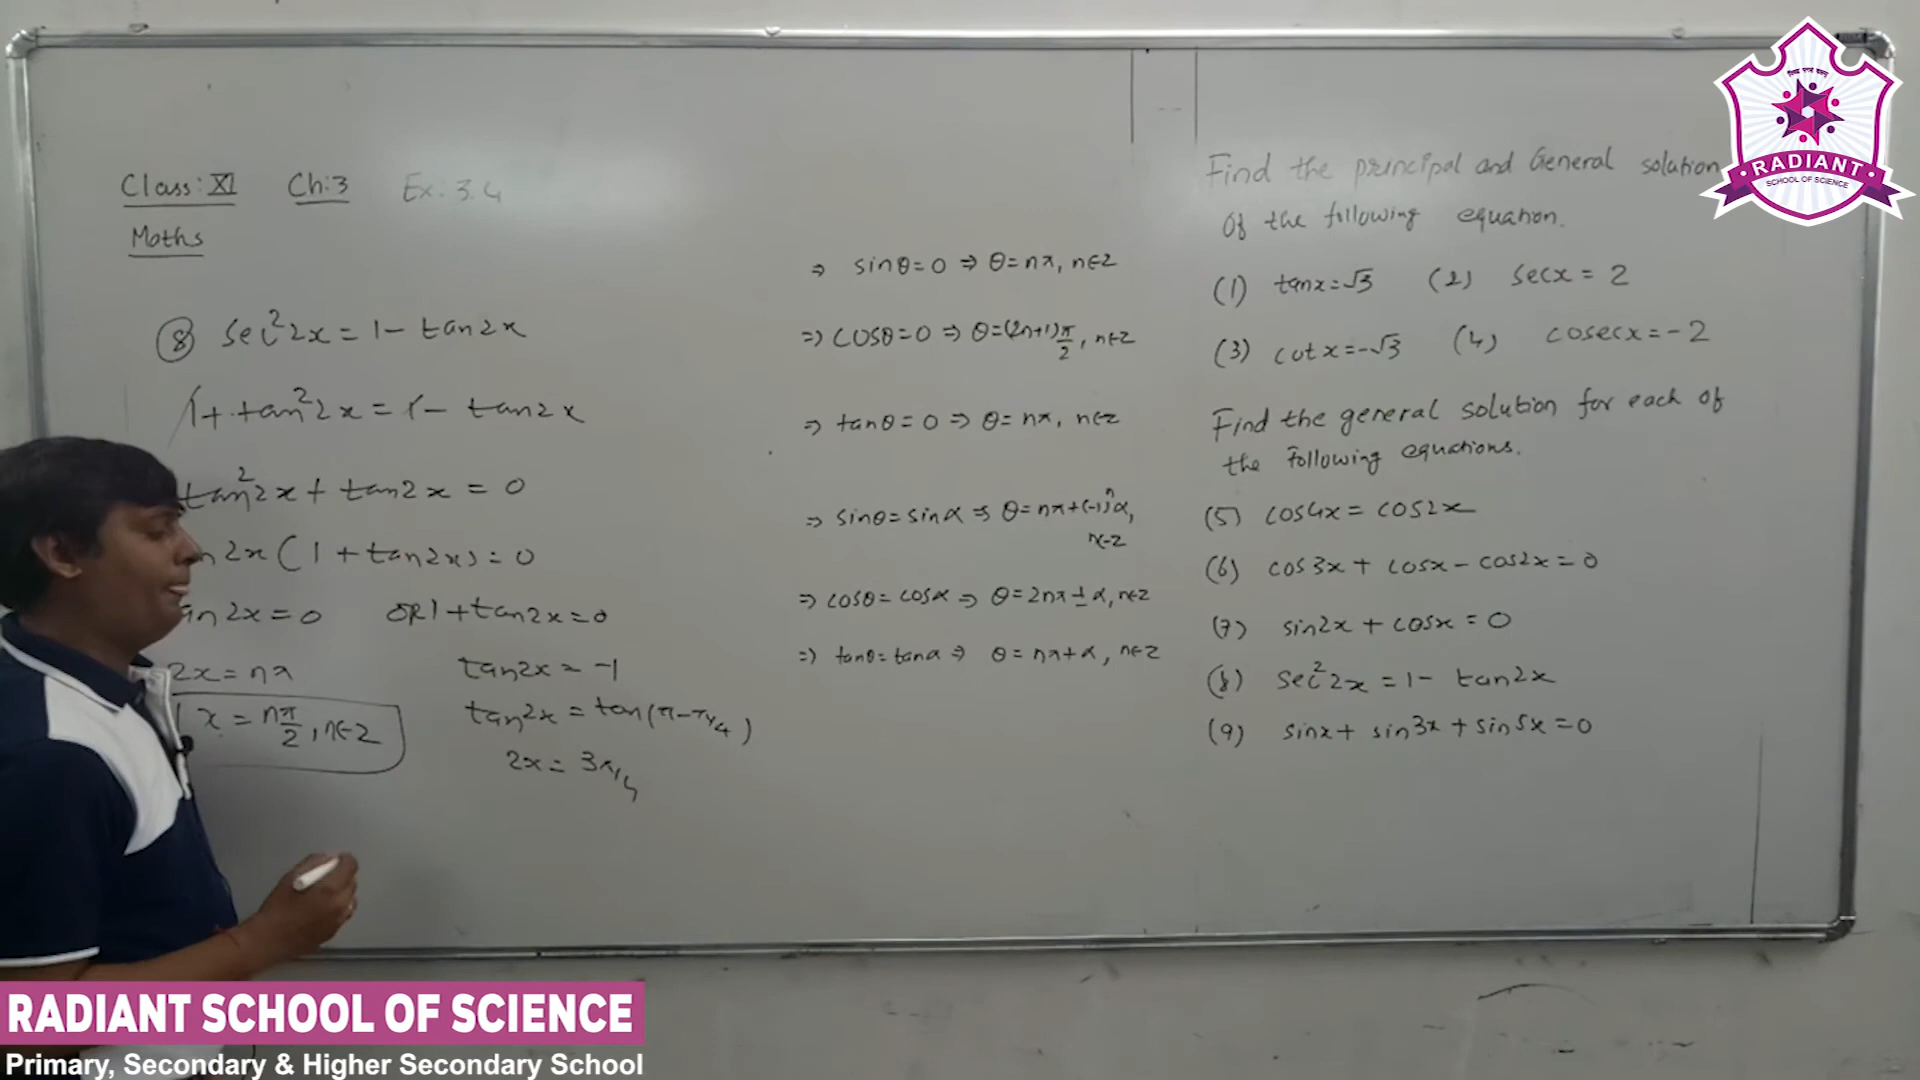 Class: XI Ch:3 Ex: 3.4
Maths
⑧ sec²2x = 1 - tan2x
1 + tan²2x = 1 - tan2x
tan²2x + tan2x = 0
n 2x (1 + tan2x) = 0
an 2x = 0 OR 1 + tan2x = 0
2x = nπ
x = nπ/2, n∈Z
tan2x = -1
tan2x = tan(π - π/4)
2x = 3π/4
⇒ sinθ = 0 ⇒ θ = nπ, n∈Z
⇒ cosθ = 0 ⇒ θ = (2n+1)π/2, n∈Z
⇒ tanθ = 0 ⇒ θ = nπ, n∈Z
⇒ sinθ = sinα ⇒ θ = nπ + (-1)ⁿα,
n∈Z
⇒ cosθ = cosα ⇒ θ = 2nπ ± α, n∈Z
⇒ tanθ = tanα ⇒ θ = nπ + α, n∈Z
Find the principal and General solution
of the following equation.
(1) tanx = √3 (2) secx = 2
(3) cotx = -√3 (4) cosecx = -2
Find the general solution for each of
the following equations.
(5) cos4x = cos2x
(6) cos3x + cosx - cos2x = 0
(7) sin2x + cosx = 0
(8) sec²2x = 1 - tan2x
(9) sinx + sin3x + sin5x = 0
RADIANT
SCHOOL OF SCIENCE
RADIANT SCHOOL OF SCIENCE
Primary, Secondary & Higher Secondary School